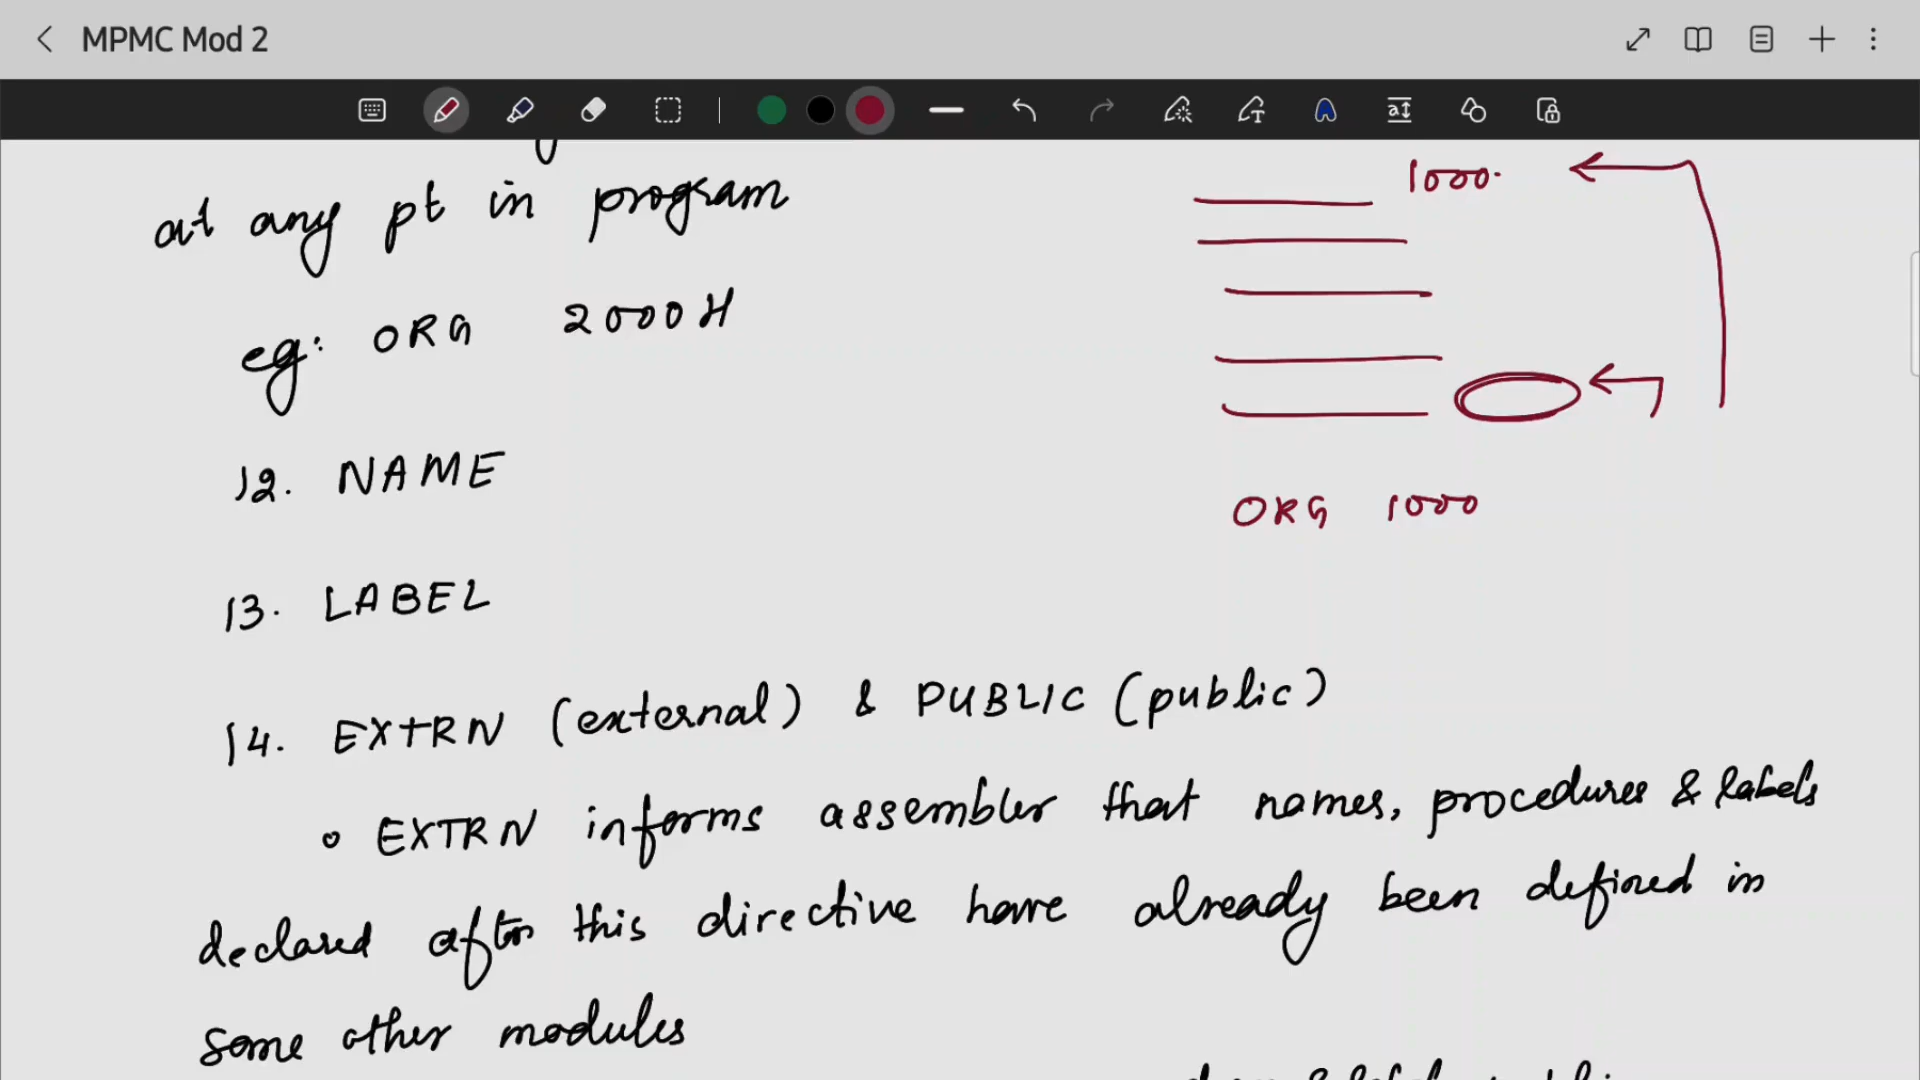 MPMC Mod 2
at any pt in program
1000.
eg: ORG 2000H
12. NAME
ORG 1000
13. LABEL
14. EXTRN (external) & PUBLIC (public)
o EXTRN informs assembler that names, procedures & labels
declared after this directive have already been defined in
some other modules